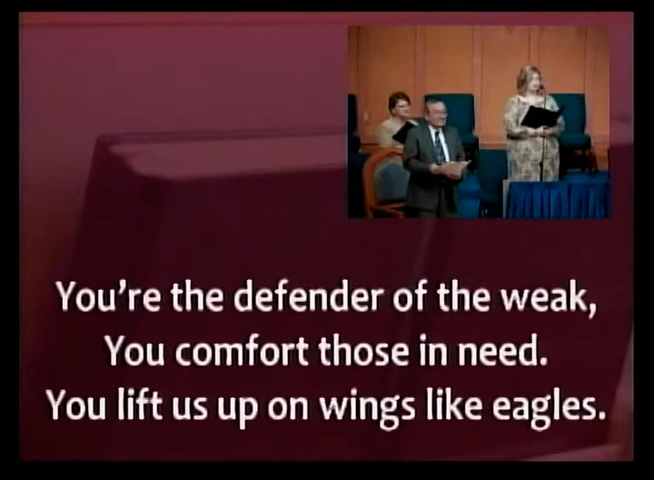 You're the defender of the weak,
You comfort those in need.
You lift us up on wings like eagles.